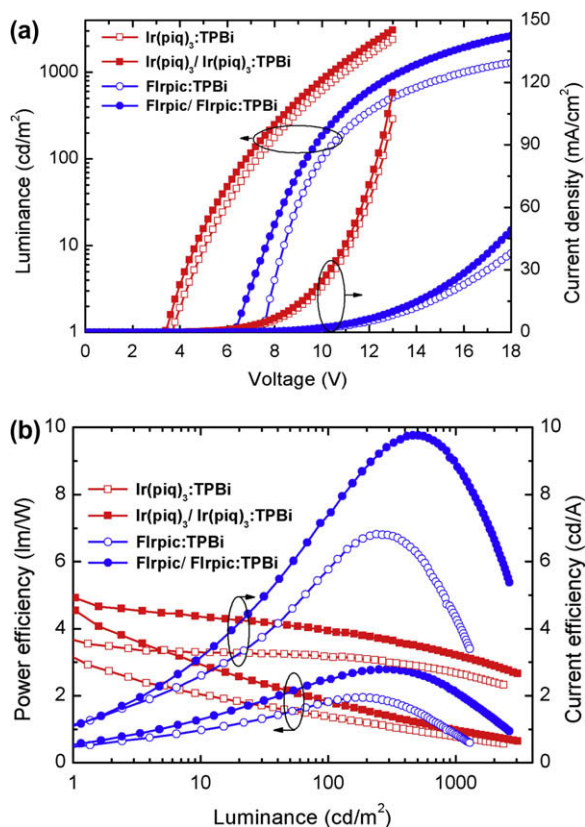 (a)
Ir(piq)₃:TPBi
Ir(piq)₃/ Ir(piq)₃:TPBi
FIrpic:TPBi
FIrpic/ FIrpic:TPBi
Luminance (cd/m²)
1000
100
10
1
Current density (mA/cm²)
150
120
90
60
30
0
0 2 4 6 8 10 12 14 16 18
Voltage (V)
(b)
Ir(piq)₃:TPBi
Ir(piq)₃/ Ir(piq)₃:TPBi
FIrpic:TPBi
FIrpic/ FIrpic:TPBi
Power efficiency (lm/W)
10
8
6
4
2
0
Current efficiency (cd/A)
10
8
6
4
2
0
1 10 100 1000
Luminance (cd/m²)